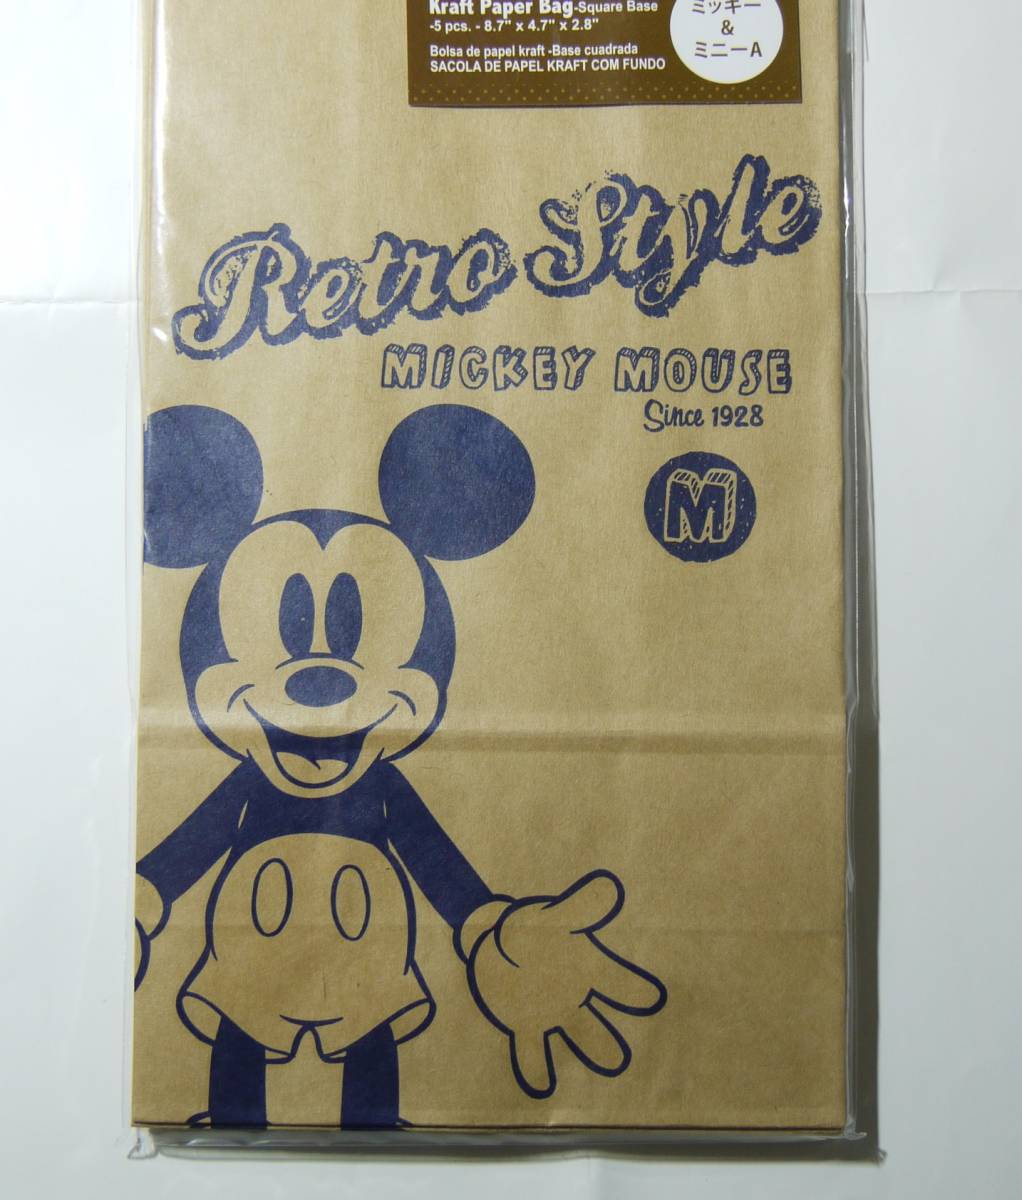 Kraft Paper Bag-Square Base
-5 pcs. - 8.7" x 4.7" x 2.8"
Bolsa de papel kraft -Base cuadrada
SACOLA DE PAPEL KRAFT COM FUNDO
ミッキー
&
ミニーA
Retro Style
MICKEY MOUSE
Since 1928
M